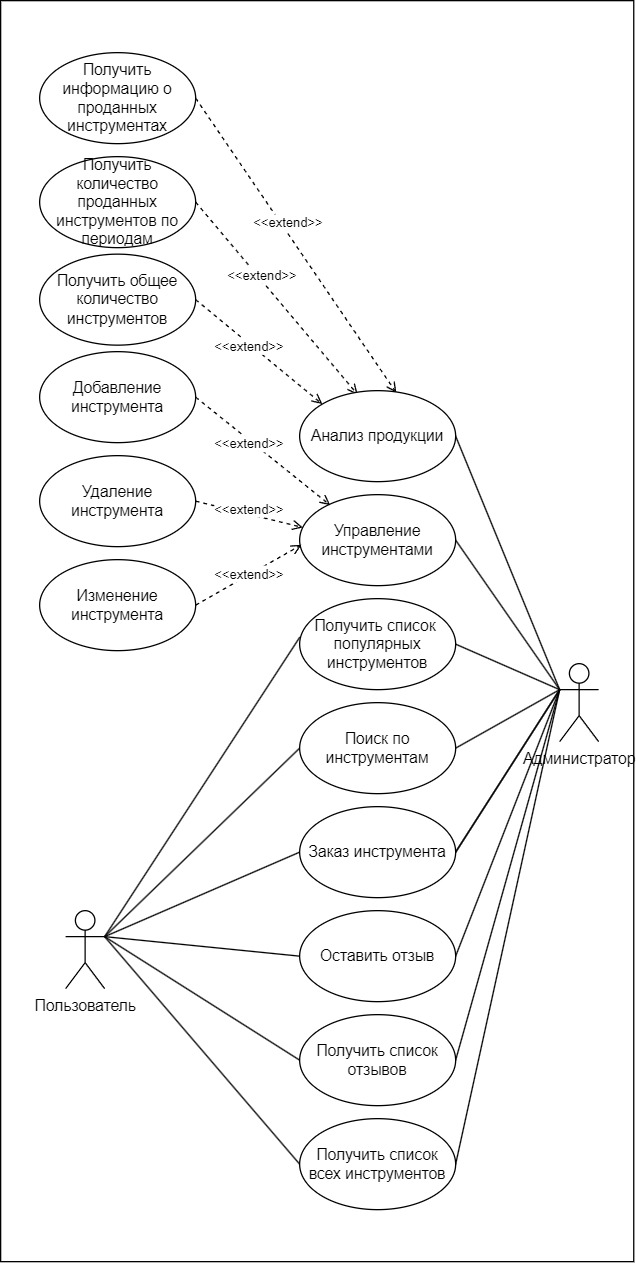 Получить
информацию о
проданных
инструментах
Получить
количество
проданных
инструментов по
периодам
Получить общее
количество
инструментов
Добавление
инструмента
Удаление
инструмента
Изменение
инструмента
<<extend>>
<<extend>>
<<extend>>
<<extend>>
<<extend>>
<<extend>>
Анализ продукции
Управление
инструментами
Получить список
популярных
инструментов
Поиск по
инструментам
Заказ инструмента
Оставить отзыв
Получить список
отзывов
Получить список
всех инструментов
Администратор
Пользователь